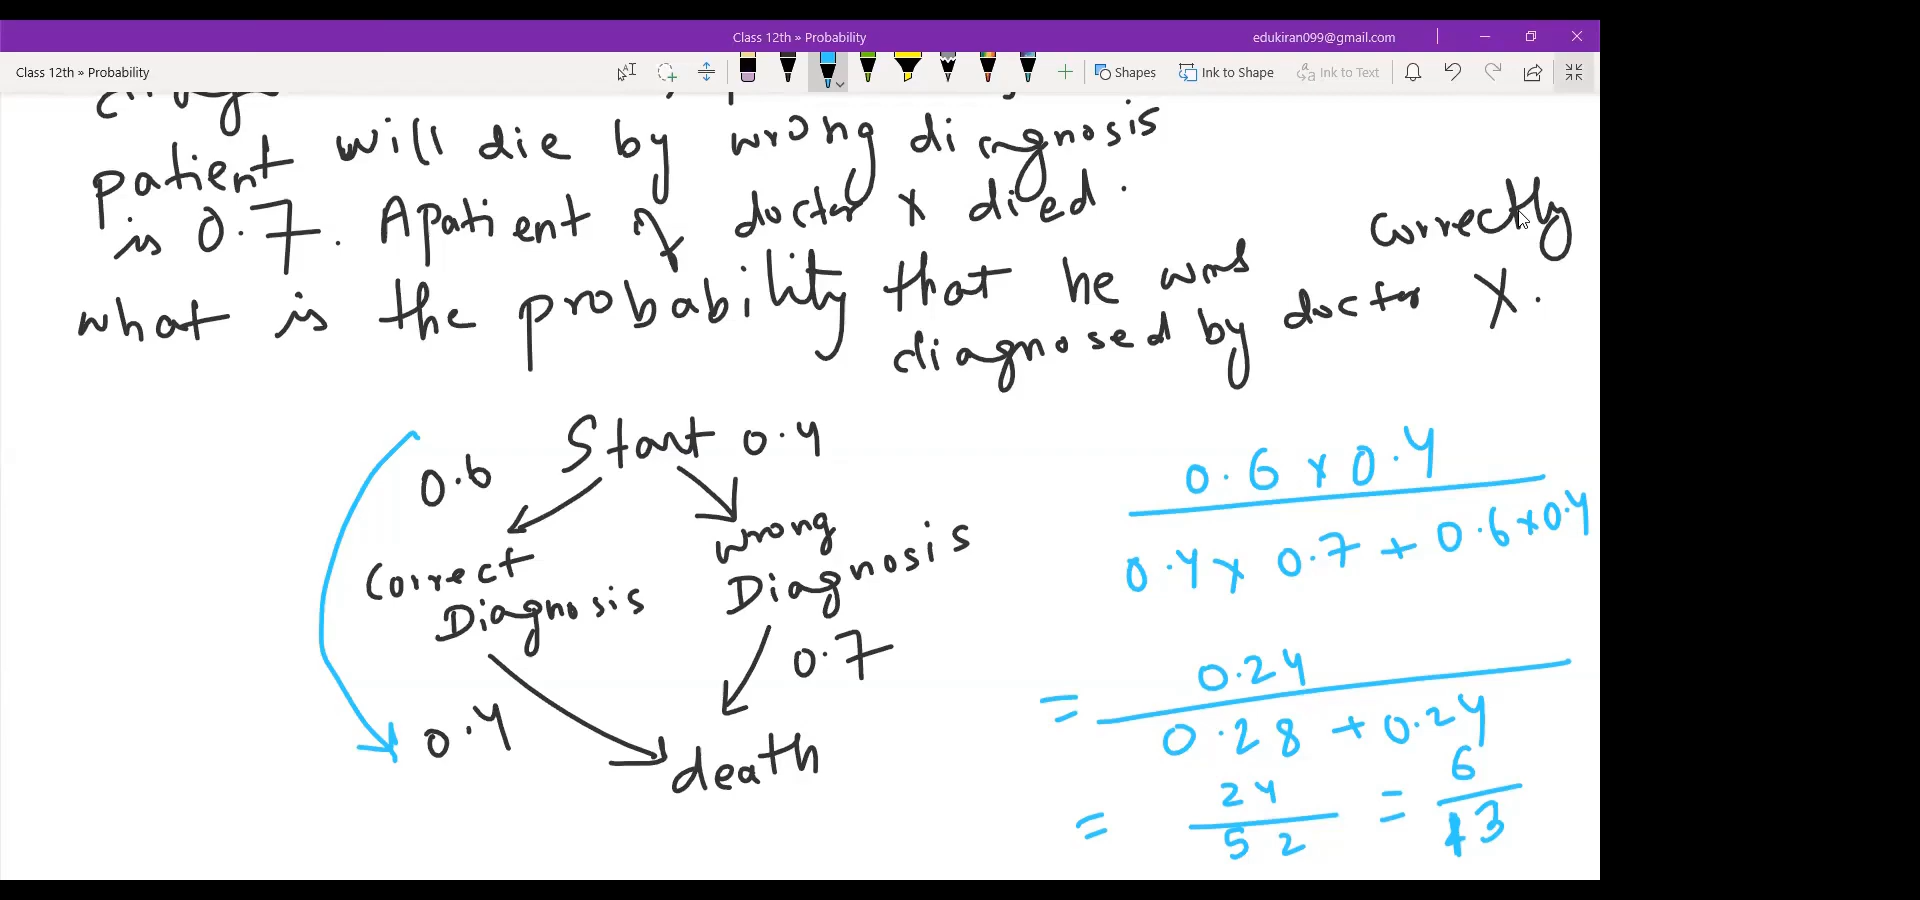 Class 12th » Probability
edukiran099@gmail.com
Class 12th » Probability
Shapes
Ink to Shape
Ink to Text
patient will die by wrong diagnosis
is 0.7. A patient of doctor X died.
what is the probability that he was correctly
diagnosed by doctor X.
Start 0.4
0.6
Correct
Diagnosis
wrong
Diagnosis
0.7
0.4
death
0.6 x 0.4
0.4 x 0.7 + 0.6 x 0.4
= 0.24
0.28 + 0.24
= 24
52
= 6
13